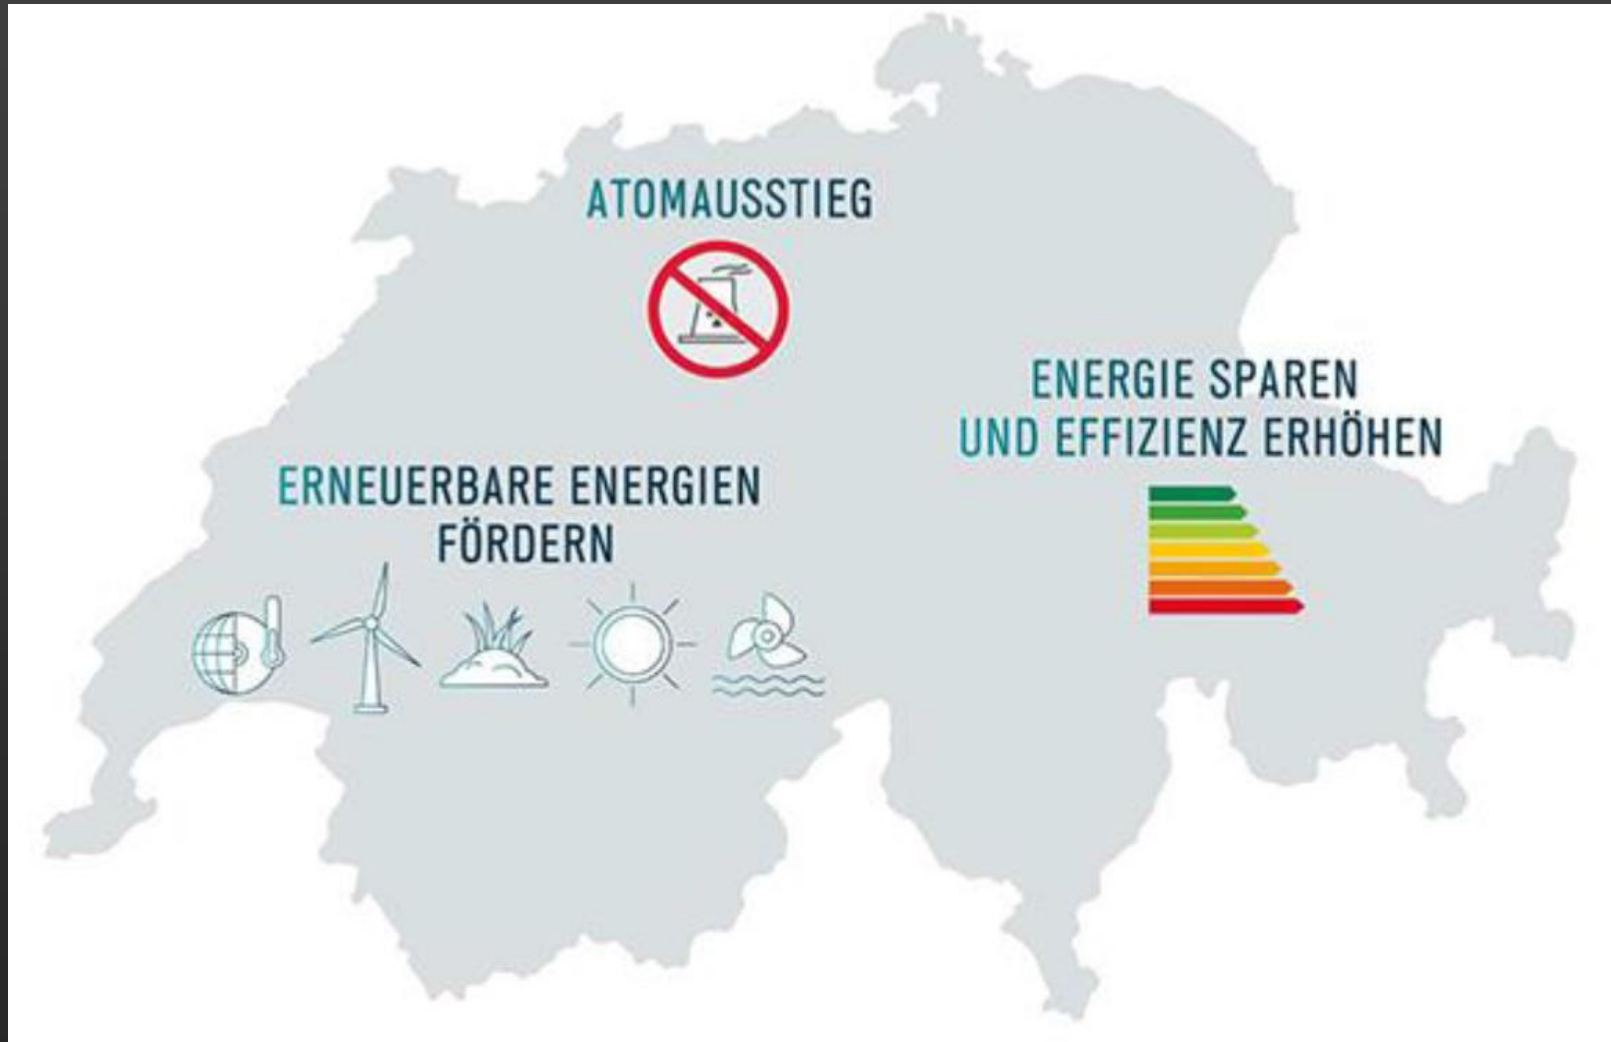 ATOMAUSSTIEG
ENERGIE SPAREN
UND EFFIZIENZ ERHÖHEN
ERNEUERBARE ENERGIEN
FÖRDERN